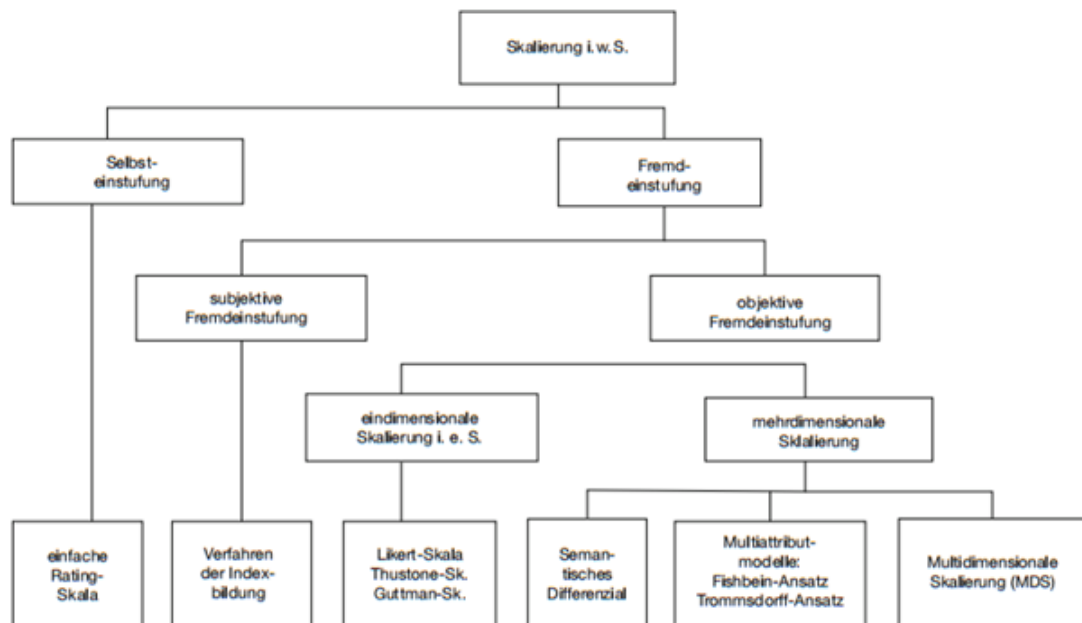 Skalierung i. w. S.
Selbst-
einstufung
Fremd-
einstufung
subjektive
Fremdeinstufung
objektive
Fremdeinstufung
eindimensionale
Skalierung i. e. S.
mehrdimensionale
Sklalierung
einfache
Rating-
Skala
Verfahren
der Index-
bildung
Likert-Skala
Thustone-Sk.
Guttman-Sk.
Seman-
tisches
Differenzial
Multiattribut-
modelle:
Fishbein-Ansatz
Trommsdorff-Ansatz
Multidimensionale
Skalierung (MDS)